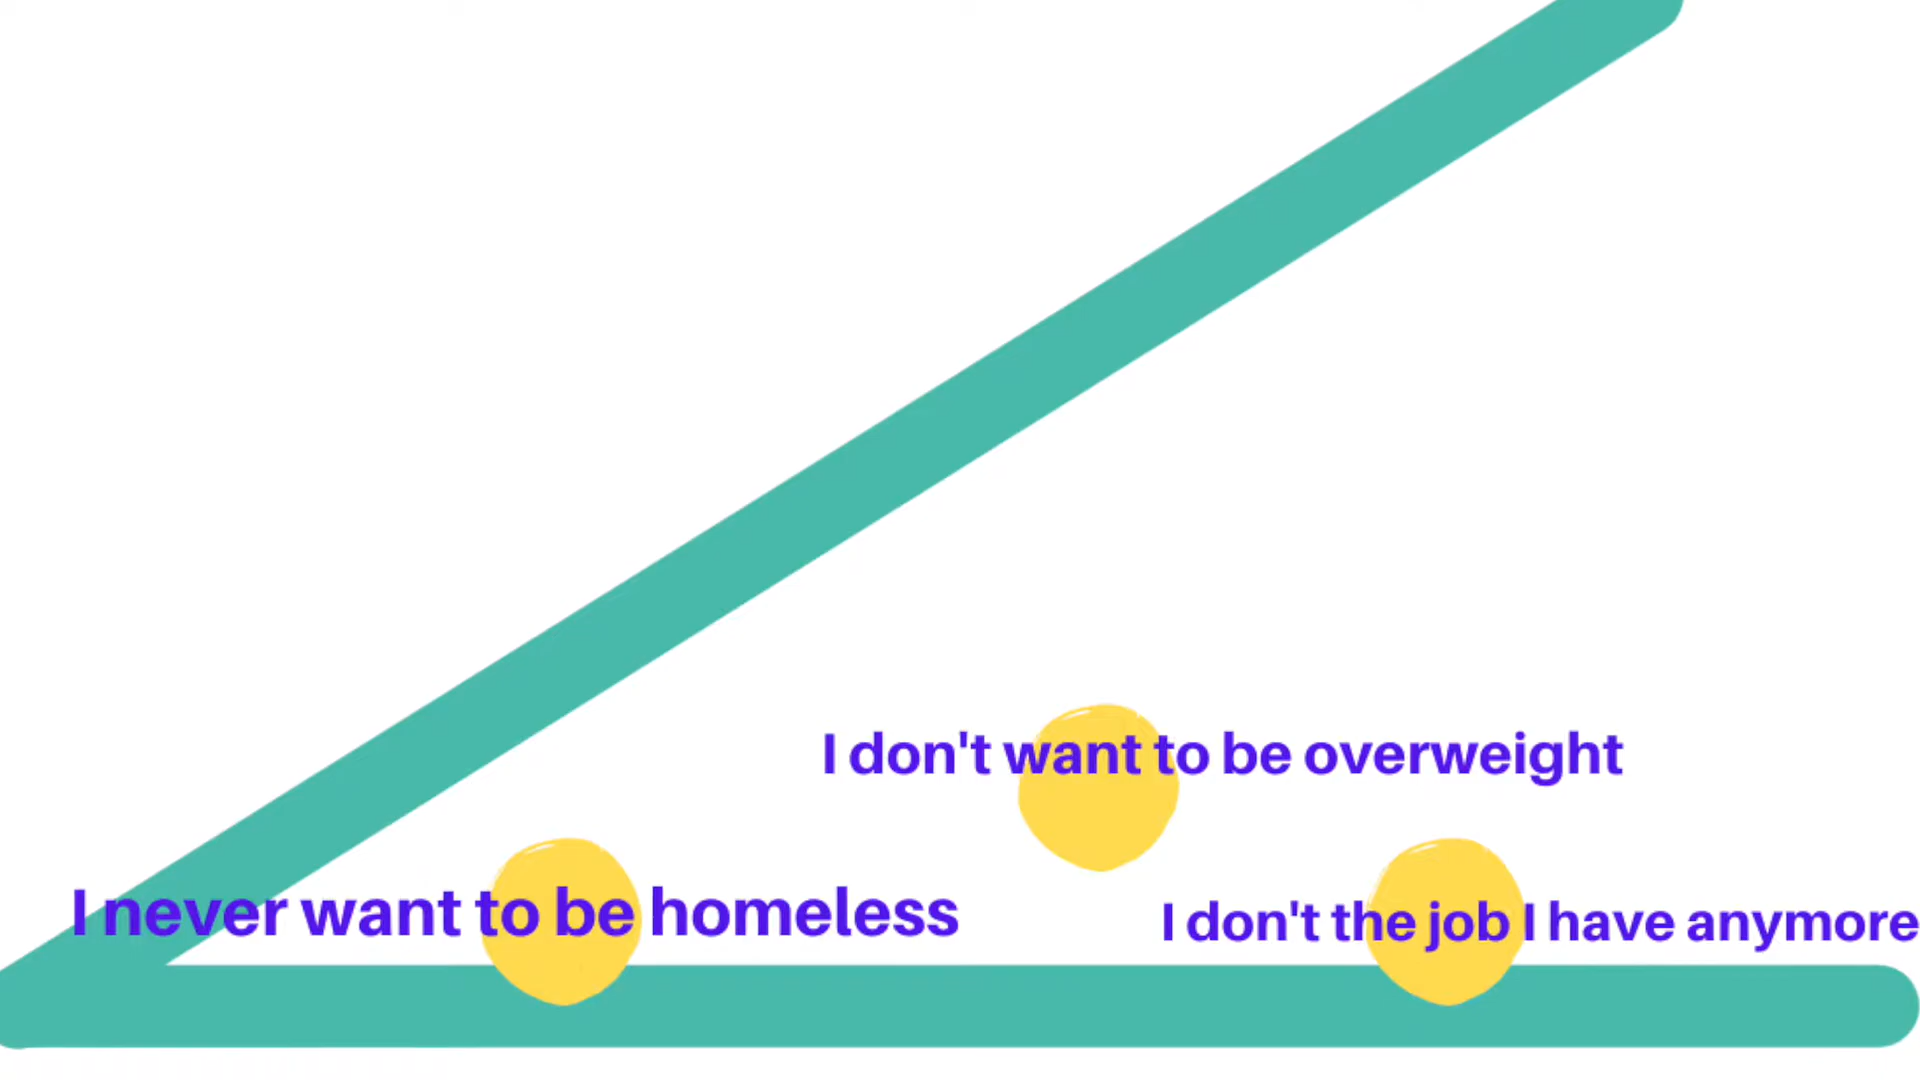 I don't want to be overweight
I never want to be homeless
I don't the job I have anymore